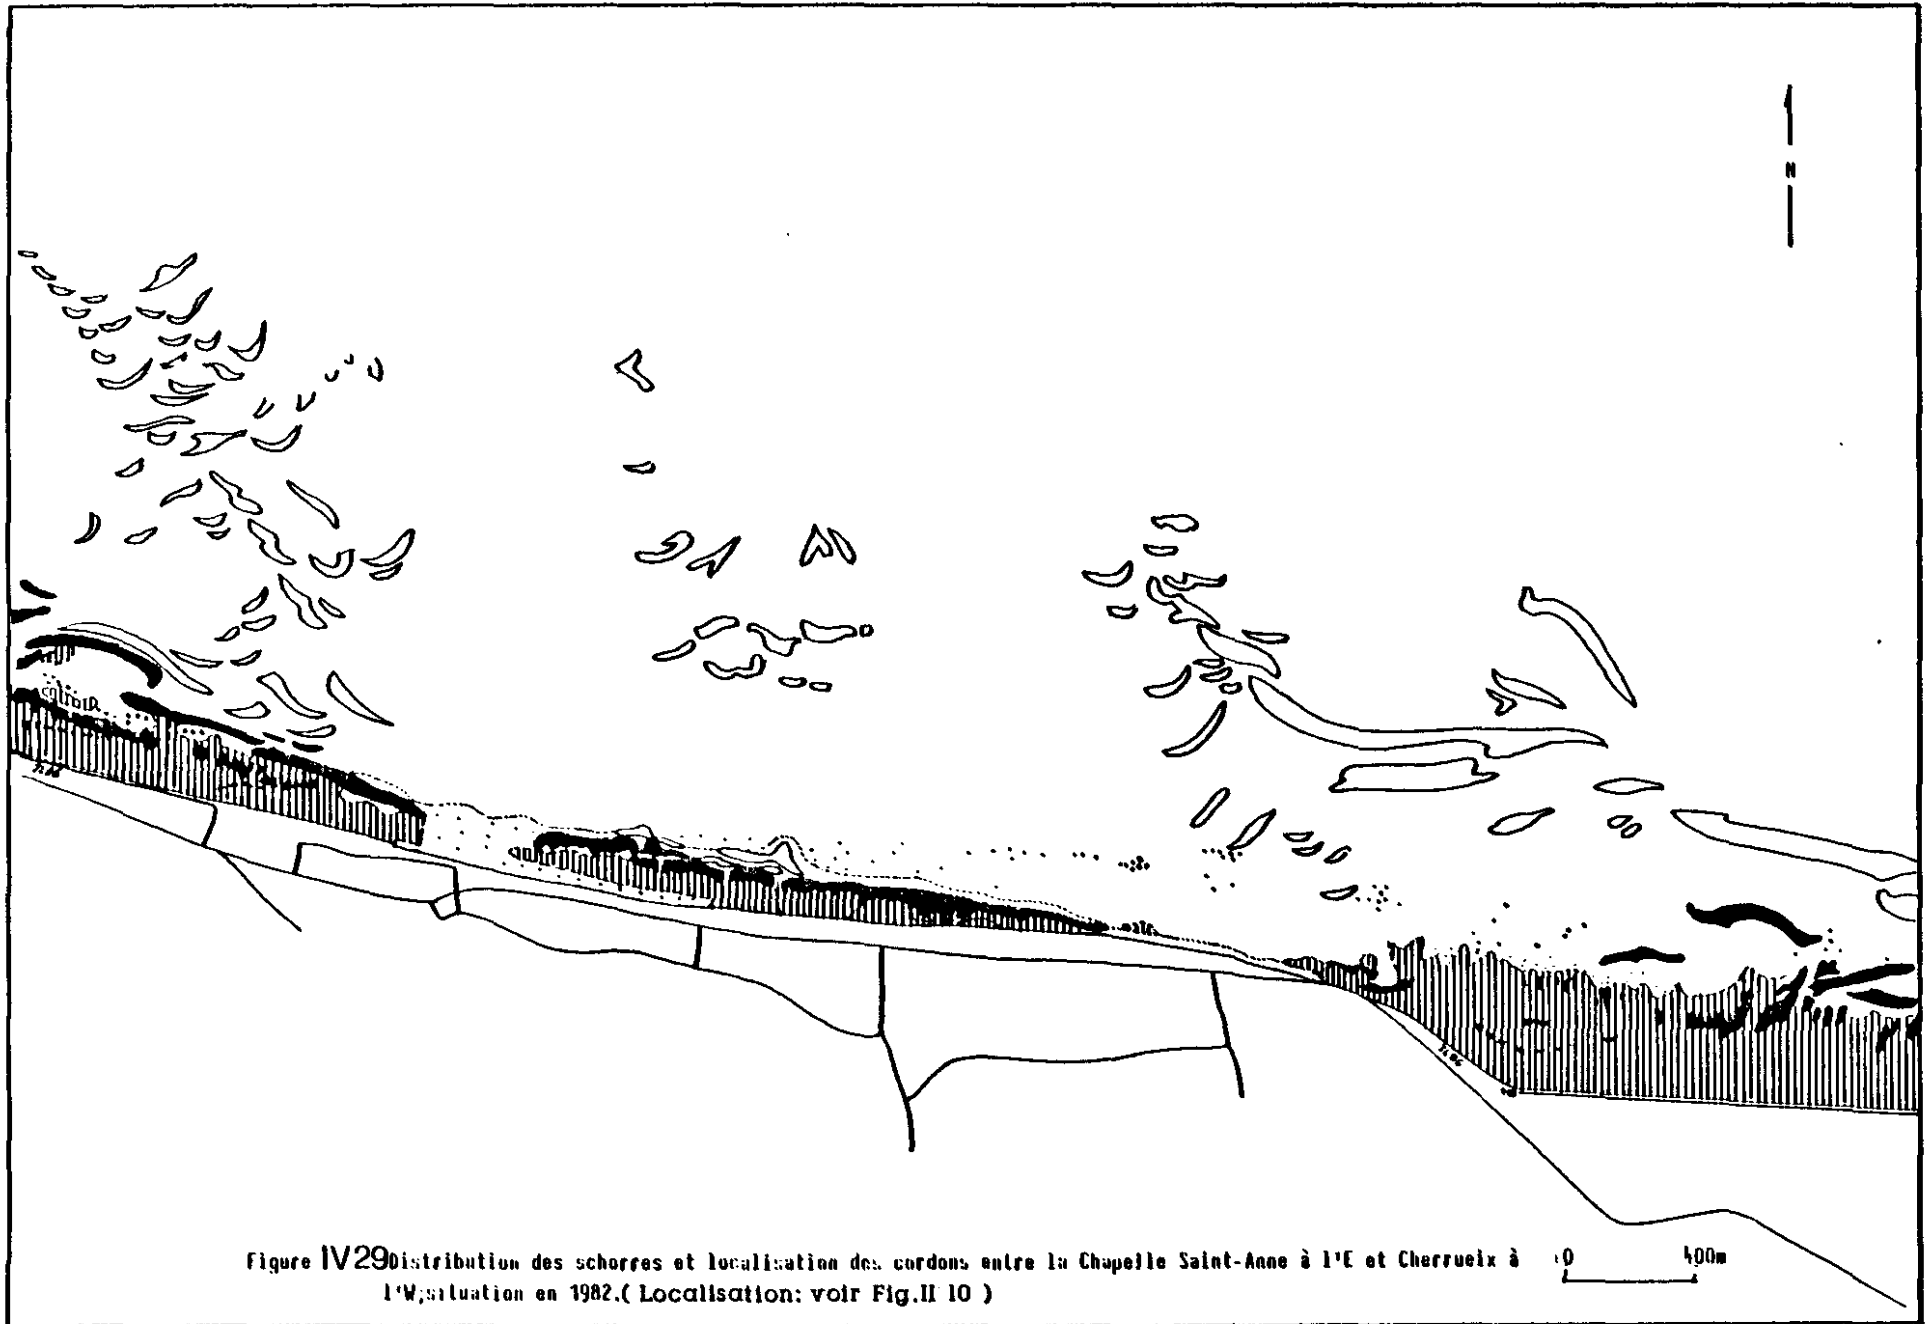 N
Figure IV29 Distribution des schorres et localisation des cordons entre la Chapelle Saint-Anne à l'E et Cherrueix à
l'W;situation en 1982.( Localisation: voir Fig.II 10 )
0 400m